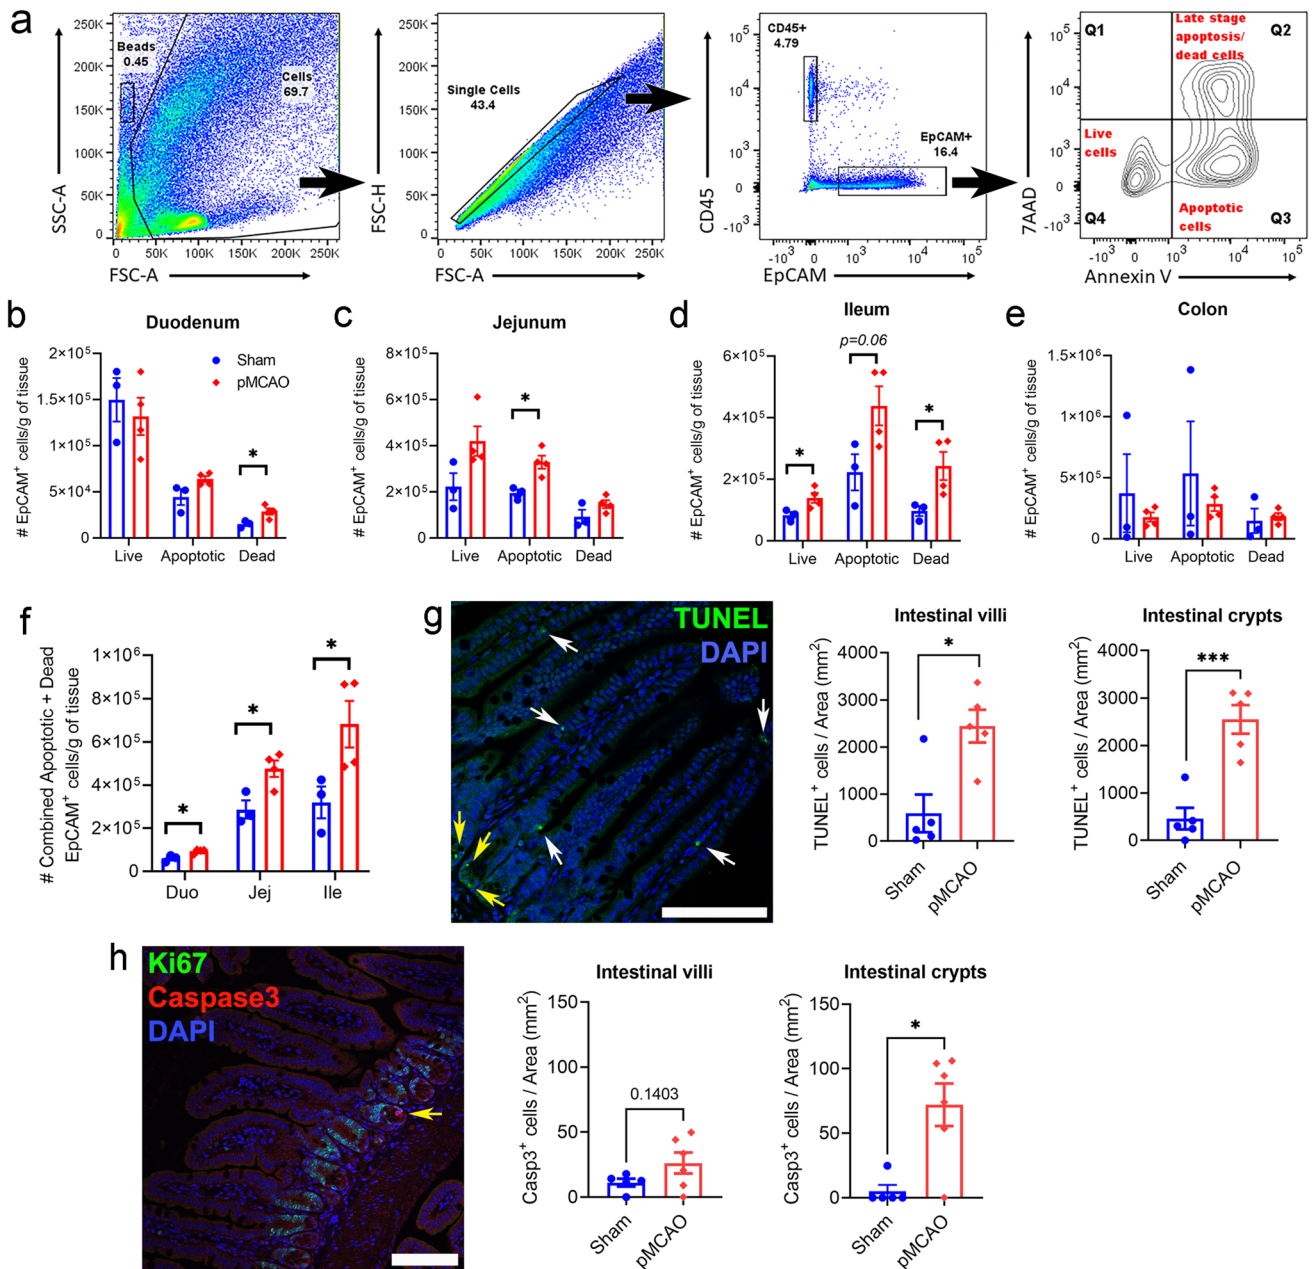 a
250K
200K
150K
100K
50K
0
SSC-A
Beads
0.45
Cells
69.7
0 50K 100K 150K 200K 250K
FSC-A
250K
200K
150K
100K
50K
0
FSC-H
Single Cells
43.4
0 50K 100K 150K 200K 250K
FSC-A
10^5
10^4
10^3
0
-10^3
CD45
CD45+
4.79
EpCAM+
16.4
-10^3 0 10^3 10^4 10^5
EpCAM
10^5
10^4
10^3
0
-10^3
7AAD
Q1
Late stage
apoptosis/
dead cells
Q2
Live
cells
Q4
Apoptotic
cells
Q3
-10^3 0 10^3 10^4 10^5
Annexin V
b
Duodenum
# EpCAM+ cells/g of tissue
2×10^5
1.5×10^5
1×10^5
5×10^4
0
Sham
pMCAO
*
Live Apoptotic Dead
c
Jejunum
# EpCAM+ cells/g of tissue
8×10^5
6×10^5
4×10^5
2×10^5
0
*
Live Apoptotic Dead
d
Ileum
# EpCAM+ cells/g of tissue
6×10^5
4×10^5
2×10^5
0
p=0.06
*
*
Live Apoptotic Dead
e
Colon
# EpCAM+ cells/g of tissue
1.5×10^6
1×10^6
5×10^5
0
Live Apoptotic Dead
f
# Combined Apoptotic + Dead
EpCAM+ cells/g of tissue
1×10^6
8×10^5
6×10^5
4×10^5
2×10^5
0
*
*
*
Duo Jej Ile
g
TUNEL
DAPI
Intestinal villi
TUNEL+ cells / Area (mm2)
4000
3000
2000
1000
0
*
Sham
pMCAO
Intestinal crypts
TUNEL+ cells / Area (mm2)
4000
3000
2000
1000
0
***
Sham
pMCAO
h
Ki67
Caspase3
DAPI
Intestinal villi
Casp3+ cells / Area (mm2)
150
100
50
0
0.1403
Sham
pMCAO
Intestinal crypts
Casp3+ cells / Area (mm2)
150
100
50
0
*
Sham
pMCAO